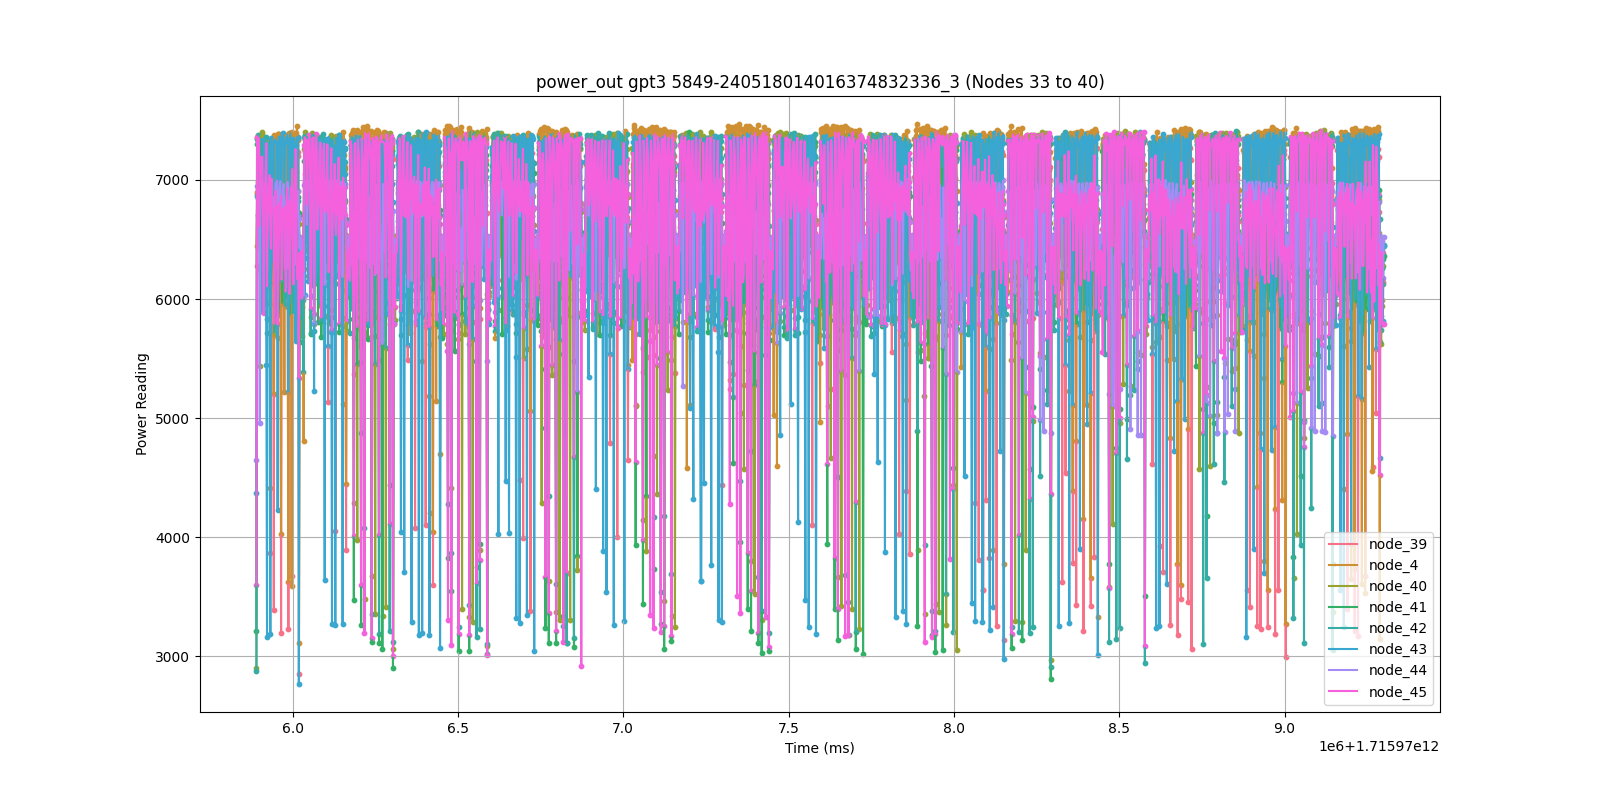 power_out gpt3 5849-240518014016374832336_3 (Nodes 33 to 40)
Power Reading
7000
6000
5000
4000
3000
6.0
6.5
7.0
7.5
8.0
8.5
9.0
Time (ms)
1e6+1.71597e12
node_39
node_4
node_40
node_41
node_42
node_43
node_44
node_45